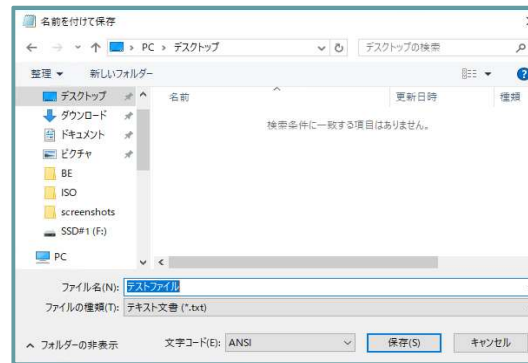 名前を付けて保存
PC › デスクトップ
デスクトップの検索
整理 新しいフォルダー
デスクトップ
ダウンロード
ドキュメント
ピクチャ
BE
ISO
screenshots
SSD#1 (F:)
PC
名前 更新日時 種類
検索条件に一致する項目はありません。
ファイル名(N): テストファイル
ファイルの種類(T): テキスト文書 (*.txt)
フォルダーの非表示 文字コード(E): ANSI 保存(S) キャンセル